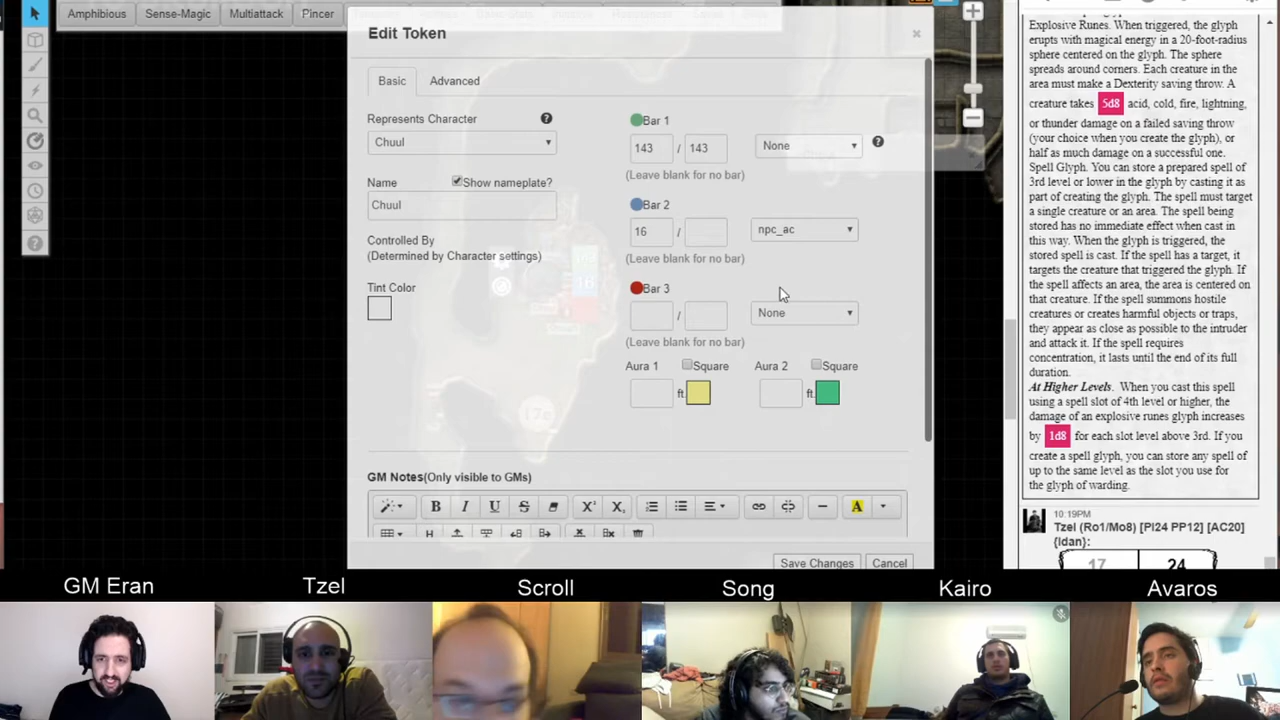 Amphibious
Sense-Magic
Multiattack
Pincer
Edit Token
×
Basic
Advanced
Represents Character
Chuul
Name
Show nameplate?
Chuul
Controlled By
(Determined by Character settings)
Tint Color
Bar 1
143 / 143
None
(Leave blank for no bar)
Bar 2
16 /
npc_ac
(Leave blank for no bar)
Bar 3
/
None
(Leave blank for no bar)
Aura 1
Square
Aura 2
Square
ft.
ft.
GM Notes(Only visible to GMs)
B I U S X² X, A
H
Save Changes
Cancel
Explosive Runes. When triggered, the glyph
erupts with magical energy in a 20-foot-radius
sphere centered on the glyph. The sphere
spreads around corners. Each creature in the
area must make a Dexterity saving throw. A
creature takes 5d8 acid, cold, fire, lightning,
or thunder damage on a failed saving throw
(your choice when you create the glyph), or
half as much damage on a successful one.
Spell Glyph. You can store a prepared spell of
3rd level or lower in the glyph by casting it as
part of creating the glyph. The spell must target
a single creature or an area. The spell being
stored has no immediate effect when cast in
this way. When the glyph is triggered, the
stored spell is cast. If the spell has a target, it
targets the creature that triggered the glyph. If
the spell affects an area, the area is centered on
that creature. If the spell summons hostile
creatures or creates harmful objects or traps,
they appear as close as possible to the intruder
and attack it. If the spell requires
concentration, it lasts until the end of its full
duration.
At Higher Levels. When you cast this spell
using a spell slot of 4th level or higher, the
damage of an explosive runes glyph increases
by 1d8 for each slot level above 3rd. If you
create a spell glyph, you can store any spell of
up to the same level as the slot you use for
the glyph of warding.
10:19PM
Tzel (Ro1/Mo8) [PI24 PP12] [AC20]
{Idan}:
17
24
GM Eran
Tzel
Scroll
Song
Kairo
Avaros